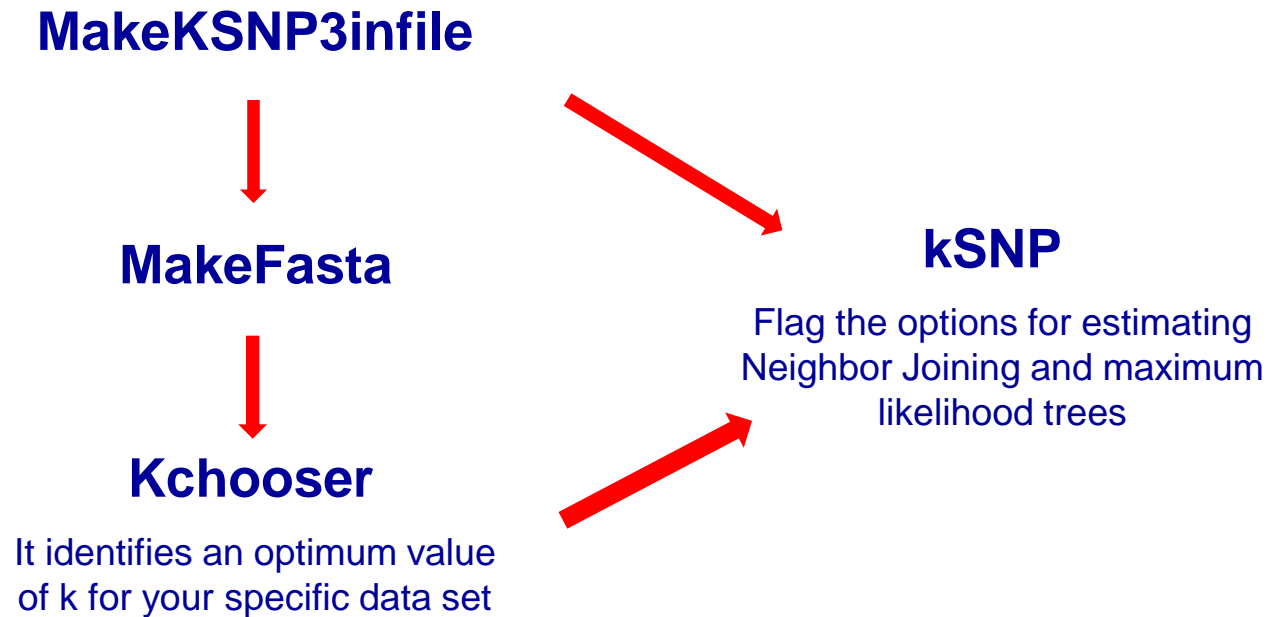 MakeKSNP3infile
MakeFasta
Kchooser
It identifies an optimum value
of k for your specific data set
kSNP
Flag the options for estimating
Neighbor Joining and maximum
likelihood trees